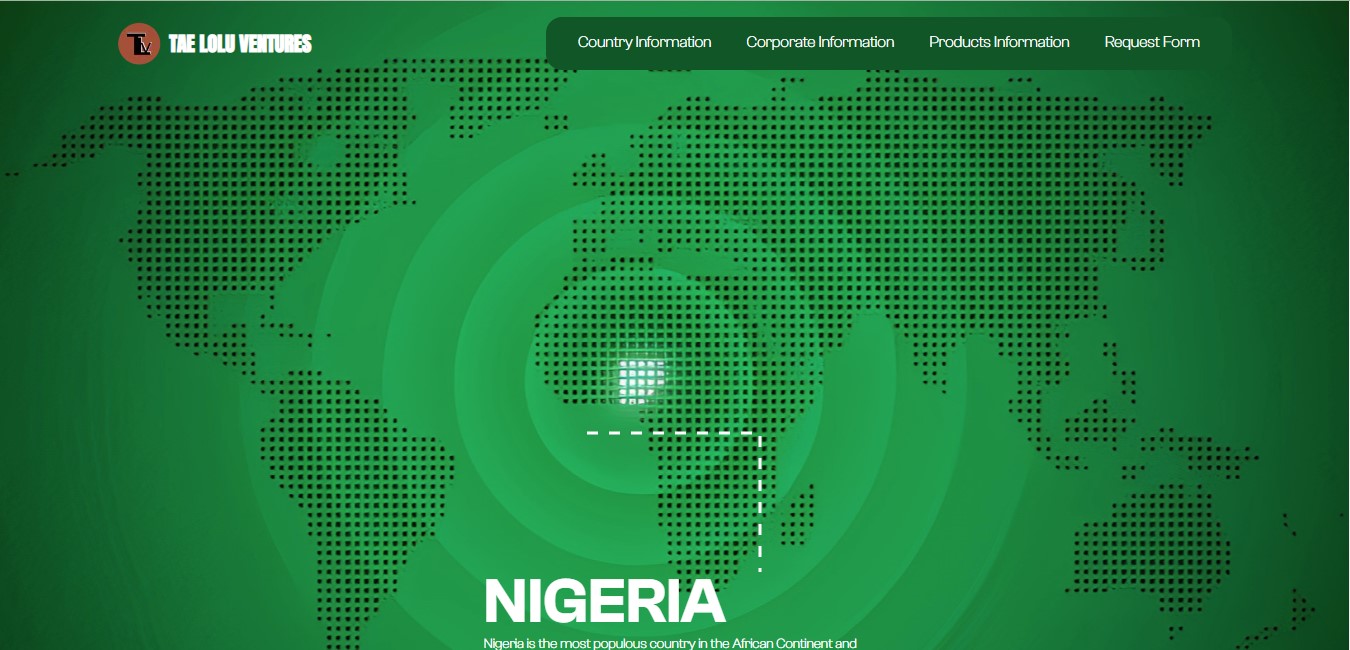 TLV
TAE LOLU VENTURES
Country Information
Corporate Information
Products Information
Request Form
NIGERIA
Nigeria is the most populous country in the African Continent and